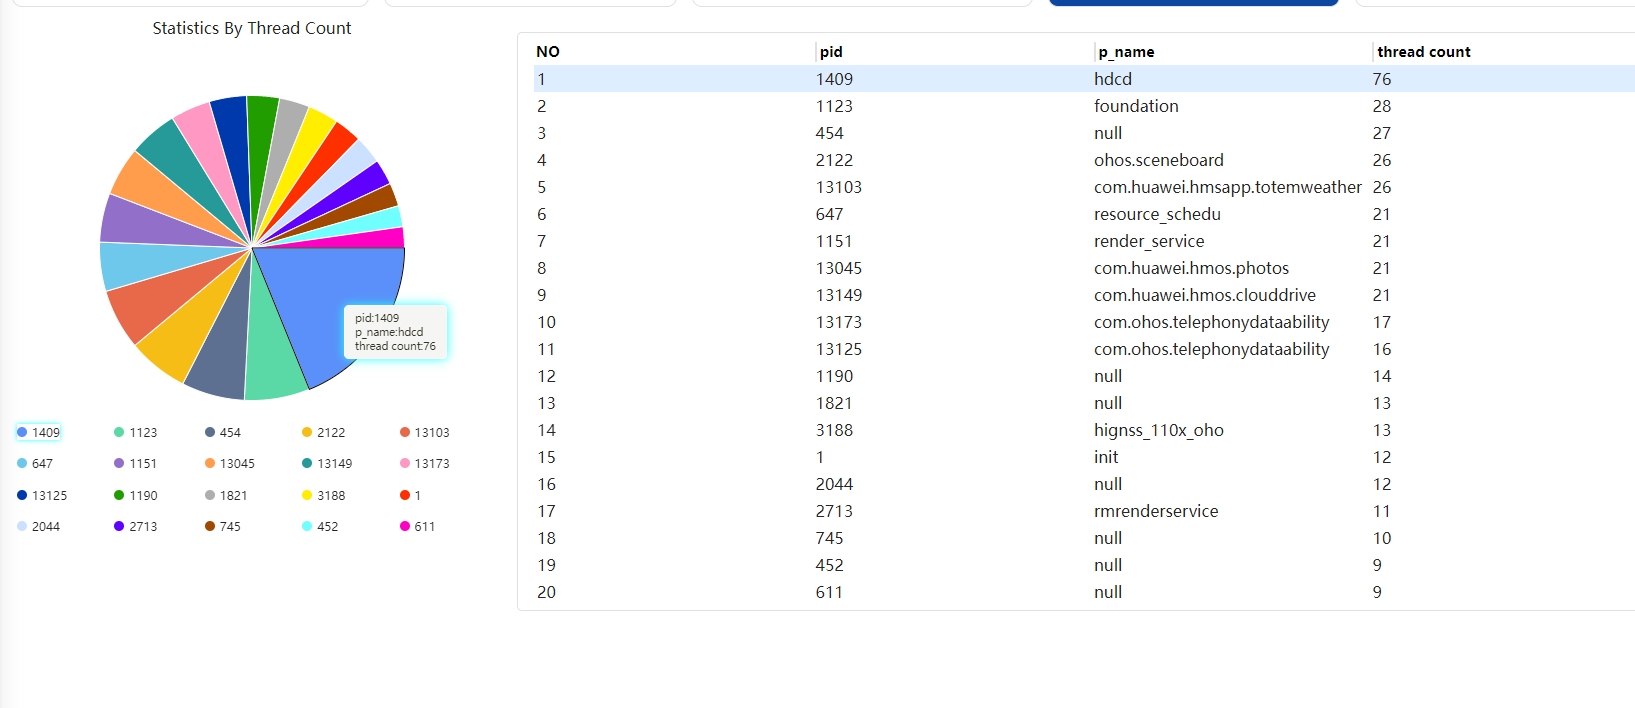 Statistics By Thread Count
pid:1409
p_name:hdcd
thread count:76
1409 1123 454 2122 13103
647 1151 13045 13149 13173
13125 1190 1821 3188 1
2044 2713 745 452 611
NO pid p_name thread count
1 1409 hdcd 76
2 1123 foundation 28
3 454 null 27
4 2122 ohos.sceneboard 26
5 13103 com.huawei.hmsapp.totemweather 26
6 647 resource_schedu 21
7 1151 render_service 21
8 13045 com.huawei.hmos.photos 21
9 13149 com.huawei.hmos.clouddrive 21
10 13173 com.ohos.telephonydataability 17
11 13125 com.ohos.telephonydataability 16
12 1190 null 14
13 1821 null 13
14 3188 hignss_110x_oho 13
15 1 init 12
16 2044 null 12
17 2713 rmrenderservice 11
18 745 null 10
19 452 null 9
20 611 null 9